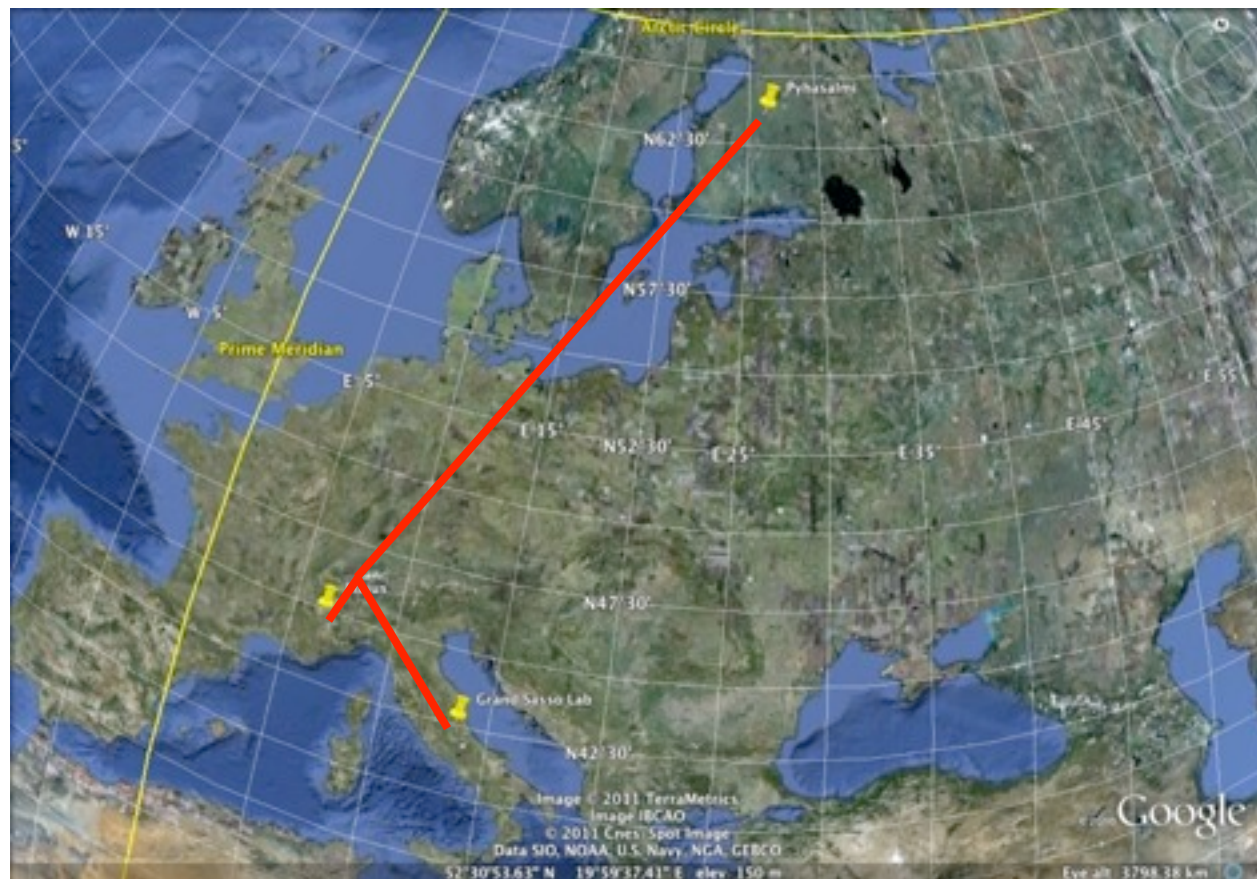 Arctic Circle
Pyhasalmi
N62°30'
5°
W 15°
N57°30'
W 5°
Prime Meridian
E 5°
E 55°
E 15°
N52°30'
E 25°
E 35°
E 45°
N47°30'
Grand Sasso Lab
N42°30'
Image © 2011 TerraMetrics
Image IBCAO
© 2011 Cnes/Spot Image
Data SIO, NOAA, U.S. Navy, NGA, GEBCO
Google
52°30'53.63" N 19°59'37.41" E elev 150 m
Eye alt 3798.38 km